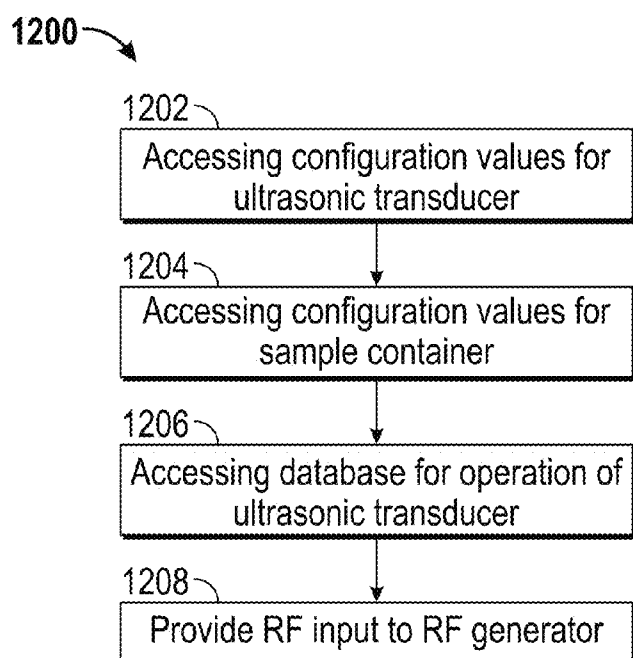 1200
1202
Accessing configuration values for
ultrasonic transducer
1204
Accessing configuration values for
sample container
1206
Accessing database for operation of
ultrasonic transducer
1208
Provide RF input to RF generator